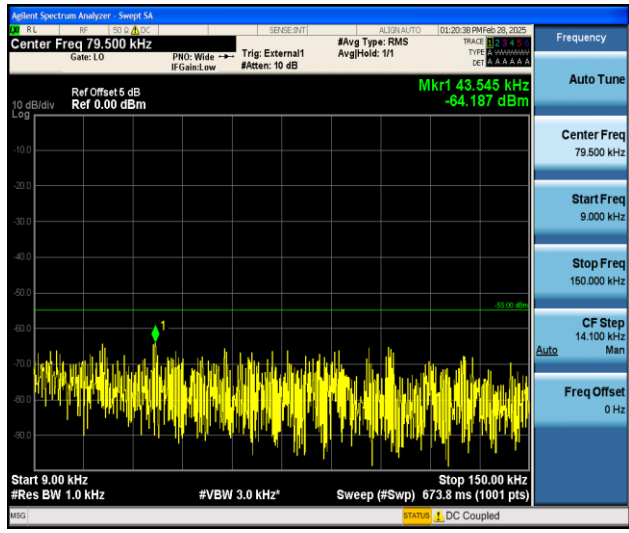 Agilent Spectrum Analyzer - Swept SA
RL RF 50 Ω DC SENSE:INT ALIGN AUTO 01:20:38 PM Feb 28, 2025
Center Freq 79.500 kHz #Avg Type: RMS TRACE 1 2 3 4 5 6
Gate: LO PNO: Wide Trig: External1 Avg|Hold: 1/1 TYPE A WWWWW
IFGain:Low #Atten: 10 dB DET A A A A A A
Mkr1 43.545 kHz
Ref Offset 5 dB
10 dB/div Ref 0.00 dBm -64.187 dBm
Log
-10.0
-20.0
-30.0
-40.0
-50.0
-55.00 dBm
-60.0
1
-70.0
-80.0
-90.0
Start 9.00 kHz Stop 150.00 kHz
#Res BW 1.0 kHz #VBW 3.0 kHz* Sweep (#Swp) 673.8 ms (1001 pts)
MSG STATUS DC Coupled
Frequency
Auto Tune
Center Freq
79.500 kHz
Start Freq
9.000 kHz
Stop Freq
150.000 kHz
CF Step
14.100 kHz
Auto Man
Freq Offset
0 Hz